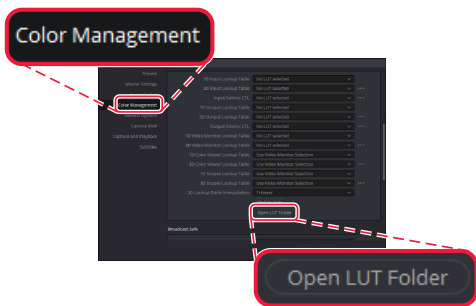 Color Management
Presets
Master Settings
Color Management
General Options
Camera RAW
Capture and Playback
Subtitles
1D Input Lookup Table No LUT selected
3D Input Lookup Table No LUT selected
Input DaVinci CTL No LUT selected
1D Output Lookup Table No LUT selected
3D Output Lookup Table No LUT selected
Output DaVinci CTL No LUT selected
1D Video Monitor Lookup Table No LUT selected
3D Video Monitor Lookup Table No LUT selected
1D Color Viewer Lookup Table Use Video Monitor Selection
3D Color Viewer Lookup Table Use Video Monitor Selection
1D Scopes Lookup Table Use Video Monitor Selection
3D Scopes Lookup Table Use Video Monitor Selection
3D Lookup Table Interpolation Trilinear
Open LUT Folder
Broadcast Safe
Open LUT Folder